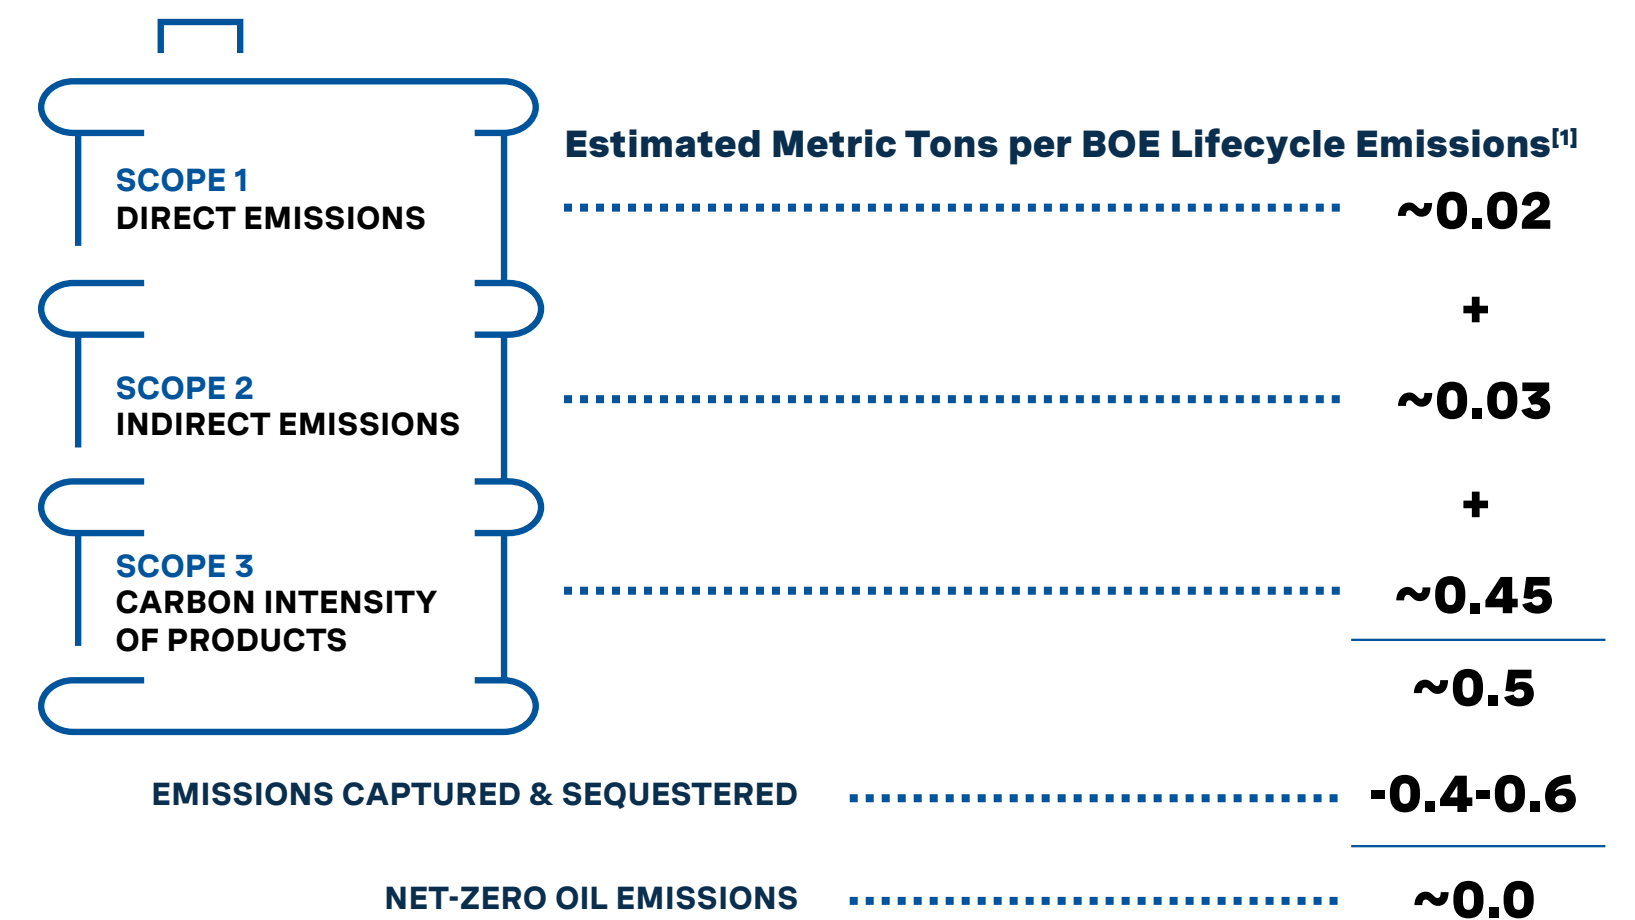 Estimated Metric Tons per BOE Lifecycle Emissions[1]
SCOPE 1
DIRECT EMISSIONS
~0.02
+
SCOPE 2
INDIRECT EMISSIONS
~0.03
+
SCOPE 3
CARBON INTENSITY
OF PRODUCTS
~0.45
~0.5
EMISSIONS CAPTURED & SEQUESTERED
-0.4-0.6
NET-ZERO OIL EMISSIONS
~0.0